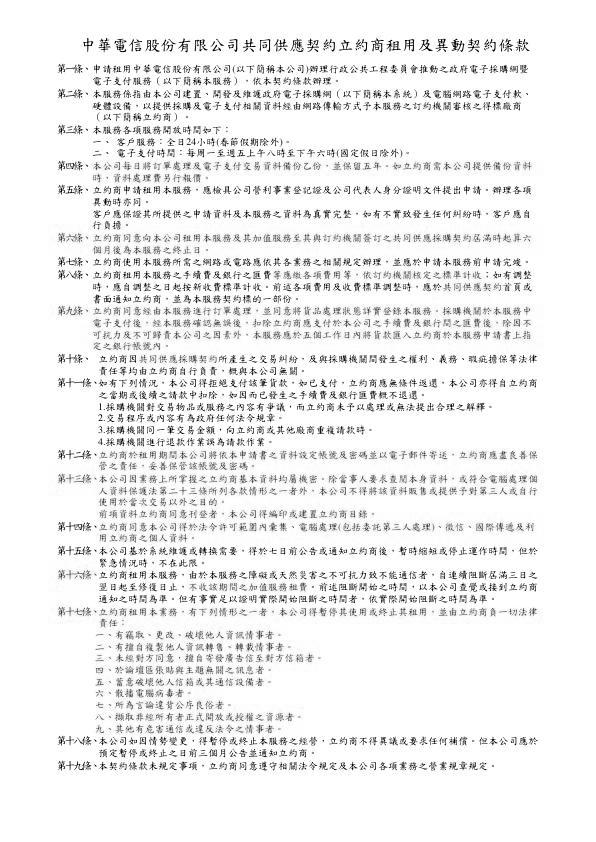 中華電信股份有限公司共同供應契約立約商租用及異動契約條款
第一條、申請租用中華電信股份有限公司(以下簡稱本公司)辦理行政公共工程委員會推動之政府電子採購網暨
電子支付服務（以下簡稱本服務），依本契約條款辦理。
第二條、本服務係指由本公司建置、開發及維護政府電子採購網（以下簡稱本系統）及電腦網路電子支付款、
硬體設備，以提供採購及電子支付相關資料經由網路傳輸方式予本服務之訂約機關審核之得標廠商
（以下簡稱立約商）。
第三條、本服務各項服務開放時間如下：
一、 客戶服務：全日24小時(春節假期除外)。
二、 電子支付時間：每周一至週五上午八時至下午六時(國定假日除外)。
第四條、本公司每日將訂單處理及電子支付交易資料備份乙份，並保留五年。如立約商需本公司提供備份資料
時，資料處理費另行報價。
第五條、立約商申請租用本服務，應檢具公司營利事業登記證及公司代表人身分證明文件提出申請。辦理各項
異動時亦同。
客戶應保證其所提供之申請資料及本服務之資料為真實完整，如有不實致發生任何糾紛時，客戶應自
行負擔。
第六條、立約商同意向本公司租用本服務及其加值服務至其與訂約機關簽訂之共同供應契約屆滿時起算六
個月後為本服務之終止日。
第七條、立約商使用本服務所需之網路或電路應依其各業務之相關規定辦理，並應於申請本服務前申請完竣。
第八條、立約商租用本服務之手續費及銀行之匯費等應繳各項費用等，依訂約機關核定之標準計收；如有調整
時，應自調整之日起按新收費標準計收。前述各項費用及收費標準調整時，應於共同供應契約首頁或
書面通知立約商，並為本服務契約標的一部份。
第九條、立約商同意經由本服務進行訂單處理，並同意將貨品處理狀態詳實登錄本服務。採購機關於本服務中
電子支付後，經本服務確認無誤後，扣除立約商應支付於本公司之手續費及銀行間之匯費後，除因不
可抗力及不可歸責本公司之因素外，本服務應於五個工作日內將貨款匯入立約商於本服務申請書上指
定之銀行帳號內。
第十條、 立約商因共同供應採購契約所產生之交易糾紛，及與採購機關間發生之權利、義務、瑕疵擔保等法律
責任等均由立約商自行負責，概與本公司無關。
第十一條、如有下列情況，本公司得拒絕支付該筆貨款，如已支付，立約商應無條件返還，本公司亦得自立約商
之當期或後續之請款中扣除，如因而已發生之手續費及銀行匯費概不退還。
1.採購機關對交易物品或服務之內容有爭議，而立約商未予以處理或無法提出合理之解釋。
2.交易程序或內容有為政府任何法令規章。
3.採購機關同一筆交易金額，向立約商或其他廠商重複請款時。
4.採購機關進行退款作業誤為請款作業。
第十二條、立約商於租用期間本公司將依本申請書之資料設定帳號及密碼並以電子郵件寄送，立約商應盡良善保
管之責任，妥善保管該帳號及密碼。
第十三條、本公司因業務上所掌握之立約商基本資料均屬機密，除當事人要求查閱本身資料，或符合電腦處理個
人資料保護法第二十三條所列各款情形之一者外，本公司不得將該資料販售或提供予對第三人或自行
使用於當次交易以外之目的。
前項資料立約商同意刊登者，本公司得編印或建置立約商目錄。
第十四條、立約商同意本公司得於法令許可範圍內彙集、電腦處理(包括委託第三人處理)、徵信、國際傳遞及利
用立約商之個人資料。
第十五條、本公司基於系統維護或轉換需要，得於七日前公告或通知立約商後，暫時縮短或停止運作時間，但於
緊急情況時，不在此限。
第十六條、立約商租用本服務，由於本服務之障礙或天然災害之不可抗力致不能通信者，自連續阻斷屆滿三日之
翌日起至修復日止，不收該期間之加值服務租費。前述阻斷開始之時間，以本公司查覺或接到立約商
通知之時間為準。但有事實足以證明實際開始阻斷之時間者，依實際開始阻斷之時間為準。
第十七條、立約商租用本業務，有下列情形之一者，本公司得暫停其使用或終止其租用，並由立約商負一切法律
責任：
一、有竊取、更改、破壞他人資訊情事者。
二、有擅自複製他人資訊轉售、轉載情事者。
三、未經對方同意，擅自寄發廣告信至對方信箱者。
四、於論壇區張貼與主題無關之訊息者。
五、蓄意破壞他人信箱或其通信設備者。
六、散播電腦病毒者。
七、所為言論違背公序良俗者。
八、擷取非經所有者正式開放或授權之資源者。
九、其他有危害通信或違反法令之情事者。
第十八條、本公司如因情勢變更，得暫停或終止本服務之經營，立約商不得異議或要求任何補償。但本公司應於
預定暫停或終止之日前三個月公告並通知立約商。
第十九條、本契約條款未規定事項，立約商同意遵守相關法令規定及本公司各項業務之營業規章規定。